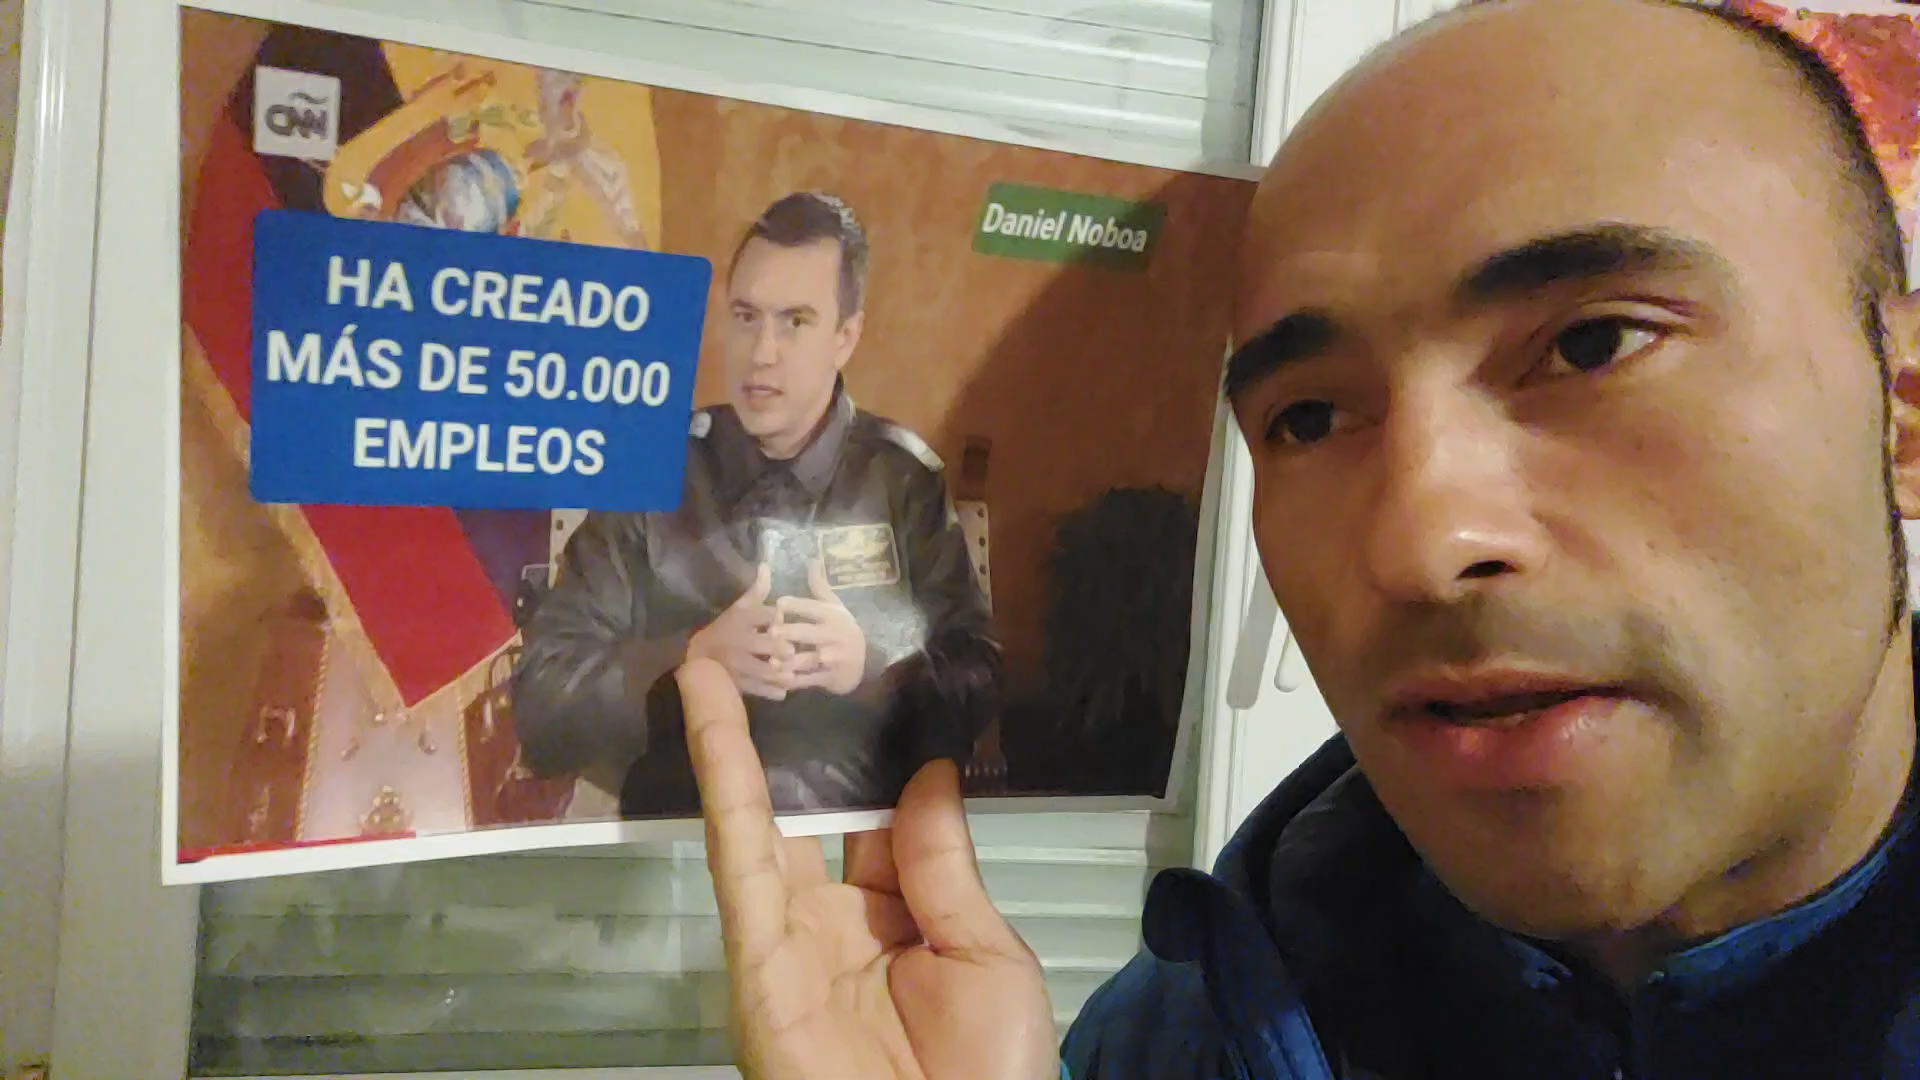 CNN
Daniel Noboa
HA CREADO
MÁS DE 50.000
EMPLEOS